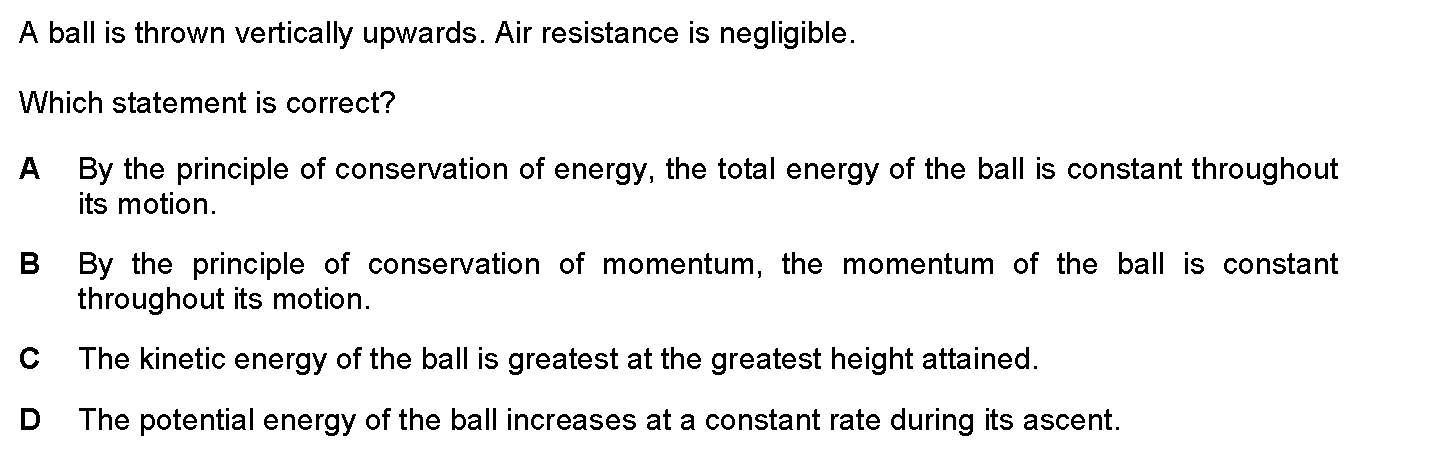 A ball is thrown vertically upwards. Air resistance is negligible.
Which statement is correct?
A By the principle of conservation of energy, the total energy of the ball is constant throughout
its motion.
B By the principle of conservation of momentum, the momentum of the ball is constant
throughout its motion.
C The kinetic energy of the ball is greatest at the greatest height attained.
D The potential energy of the ball increases at a constant rate during its ascent.